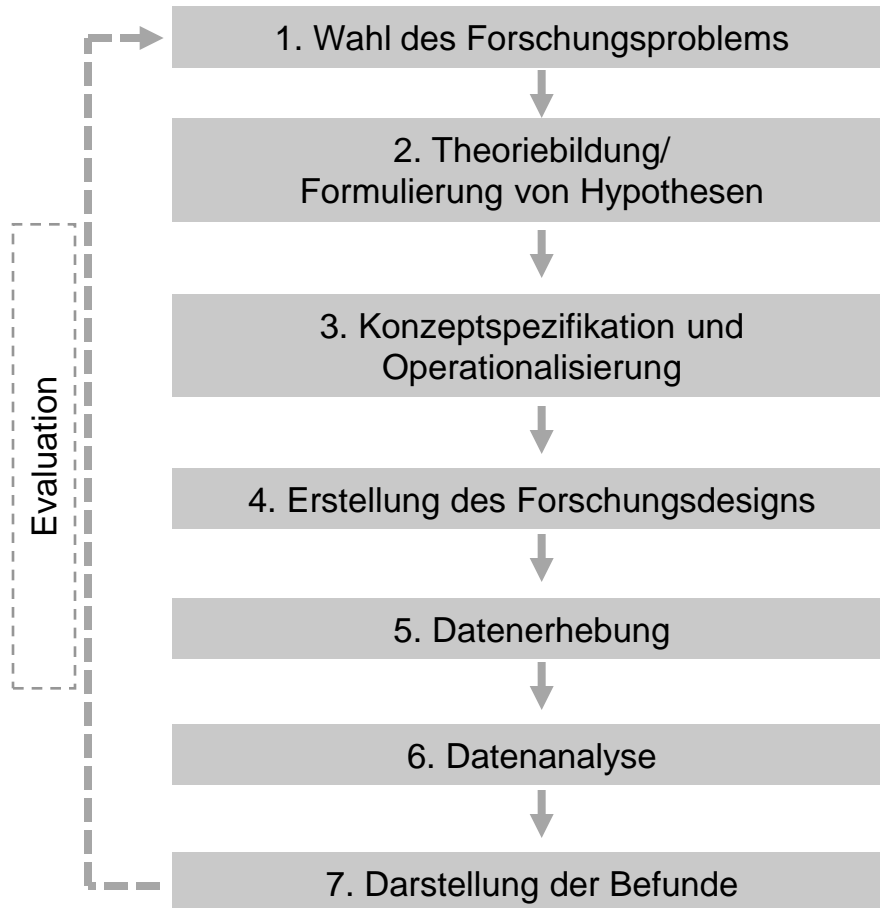 1. Wahl des Forschungsproblems
2. Theoriebildung/
Formulierung von Hypothesen
3. Konzeptspezifikation und
Operationalisierung
4. Erstellung des Forschungsdesigns
5. Datenerhebung
6. Datenanalyse
7. Darstellung der Befunde
Evaluation